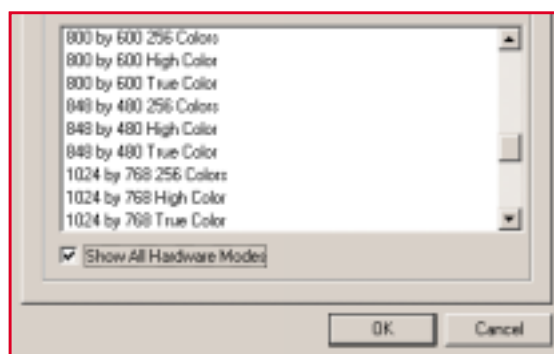 800 by 600 256 Colors
800 by 600 High Color
800 by 600 True Color
848 by 480 256 Colors
848 by 480 High Color
848 by 480 True Color
1024 by 768 256 Colors
1024 by 768 High Color
1024 by 768 True Color
Show All Hardware Modes
OK Cancel